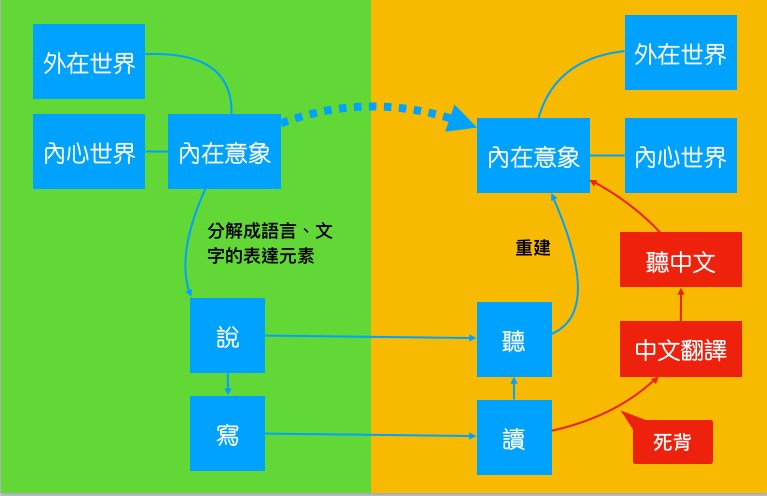 外在世界
內心世界
內在意象
分解成語言、文
字的表達元素
說
寫
外在世界
內在意象
內心世界
重建
聽中文
聽
中文翻譯
讀
死背